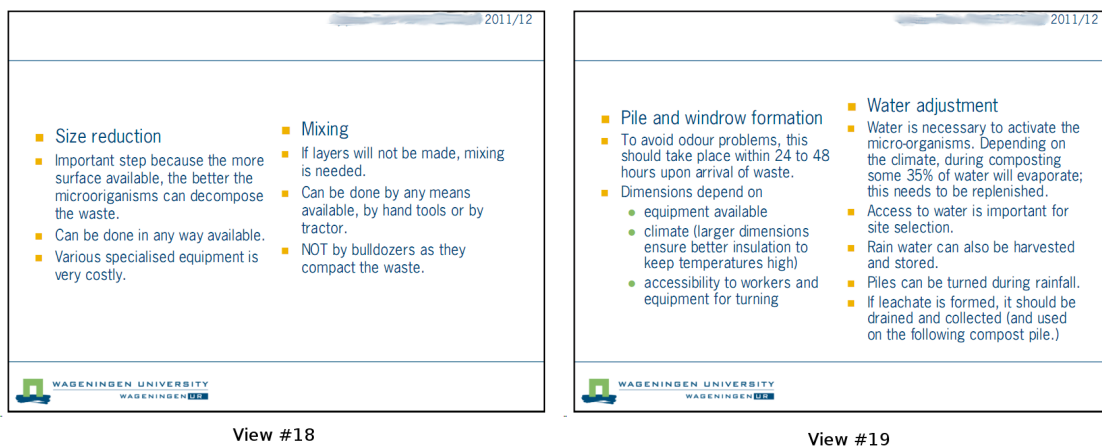 2011/12
Size reduction
Important step because the more
surface available, the better the
microoriganisms can decompose
the waste.
Can be done in any way available.
Various specialised equipment is
very costly.
Mixing
If layers will not be made, mixing
is needed.
Can be done by any means
available, by hand tools or by
tractor.
NOT by bulldozers as they
compact the waste.
WAGENINGEN UNIVERSITY
WAGENINGEN UR
View #18
2011/12
Pile and windrow formation
To avoid odour problems, this
should take place within 24 to 48
hours upon arrival of waste.
Dimensions depend on
equipment available
climate (larger dimensions
ensure better insulation to
keep temperatures high)
accessibility to workers and
equipment for turning
Water adjustment
Water is necessary to activate the
micro-organisms. Depending on
the climate, during composting
some 35% of water will evaporate;
this needs to be replenished.
Access to water is important for
site selection.
Rain water can also be harvested
and stored.
Piles can be turned during rainfall.
If leachate is formed, it should be
drained and collected (and used
on the following compost pile.)
WAGENINGEN UNIVERSITY
WAGENINGEN UR
View #19